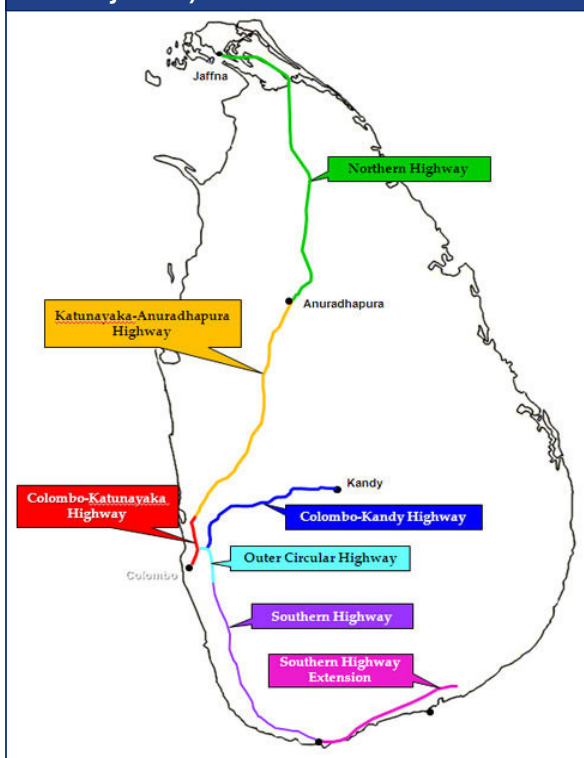 Jaffna
Northern Highway
Anuradhapura
Katunayaka-Anuradhapura
Highway
Kandy
Colombo-Katunayaka
Highway
Colombo-Kandy Highway
Outer Circular Highway
Colombo
Southern Highway
Southern Highway
Extension